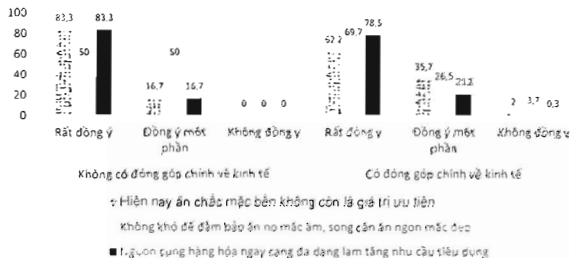 100
80
60
40
20
0
83,3 50 83,3
16,7 50 16,7
0 0 0
62,2 69,7 78,5
35,7 26,5 21,2
2 3,7 0,3
Rất đồng ý Đồng ý một phần Không đồng ý Rất đồng ý Đồng ý một phần Không đồng ý
Không có đóng góp chính về kinh tế Có đóng góp chính về kinh tế
Hiện nay ăn chắc mặc bền không còn là giá trị ưu tiên
Không khó để đảm bảo ăn no mặc ấm, song cần ăn ngon mặc đẹp
Nguồn cung hàng hóa ngày càng đa dạng làm tăng nhu cầu tiêu dùng